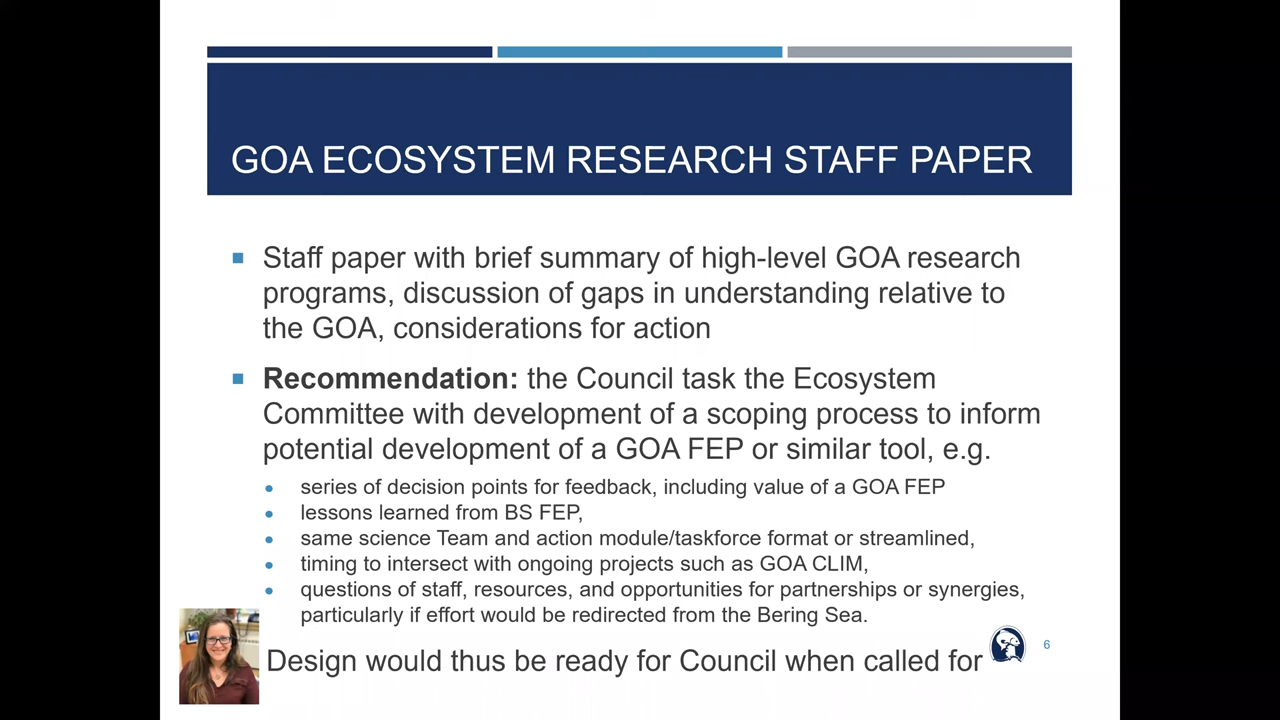 GOA ECOSYSTEM RESEARCH STAFF PAPER
Staff paper with brief summary of high-level GOA research
programs, discussion of gaps in understanding relative to
the GOA, considerations for action
Recommendation: the Council task the Ecosystem
Committee with development of a scoping process to inform
potential development of a GOA FEP or similar tool, e.g.
series of decision points for feedback, including value of a GOA FEP
lessons learned from BS FEP,
same science Team and action module/taskforce format or streamlined,
timing to intersect with ongoing projects such as GOA CLIM,
questions of staff, resources, and opportunities for partnerships or synergies,
particularly if effort would be redirected from the Bering Sea.
Design would thus be ready for Council when called for
6